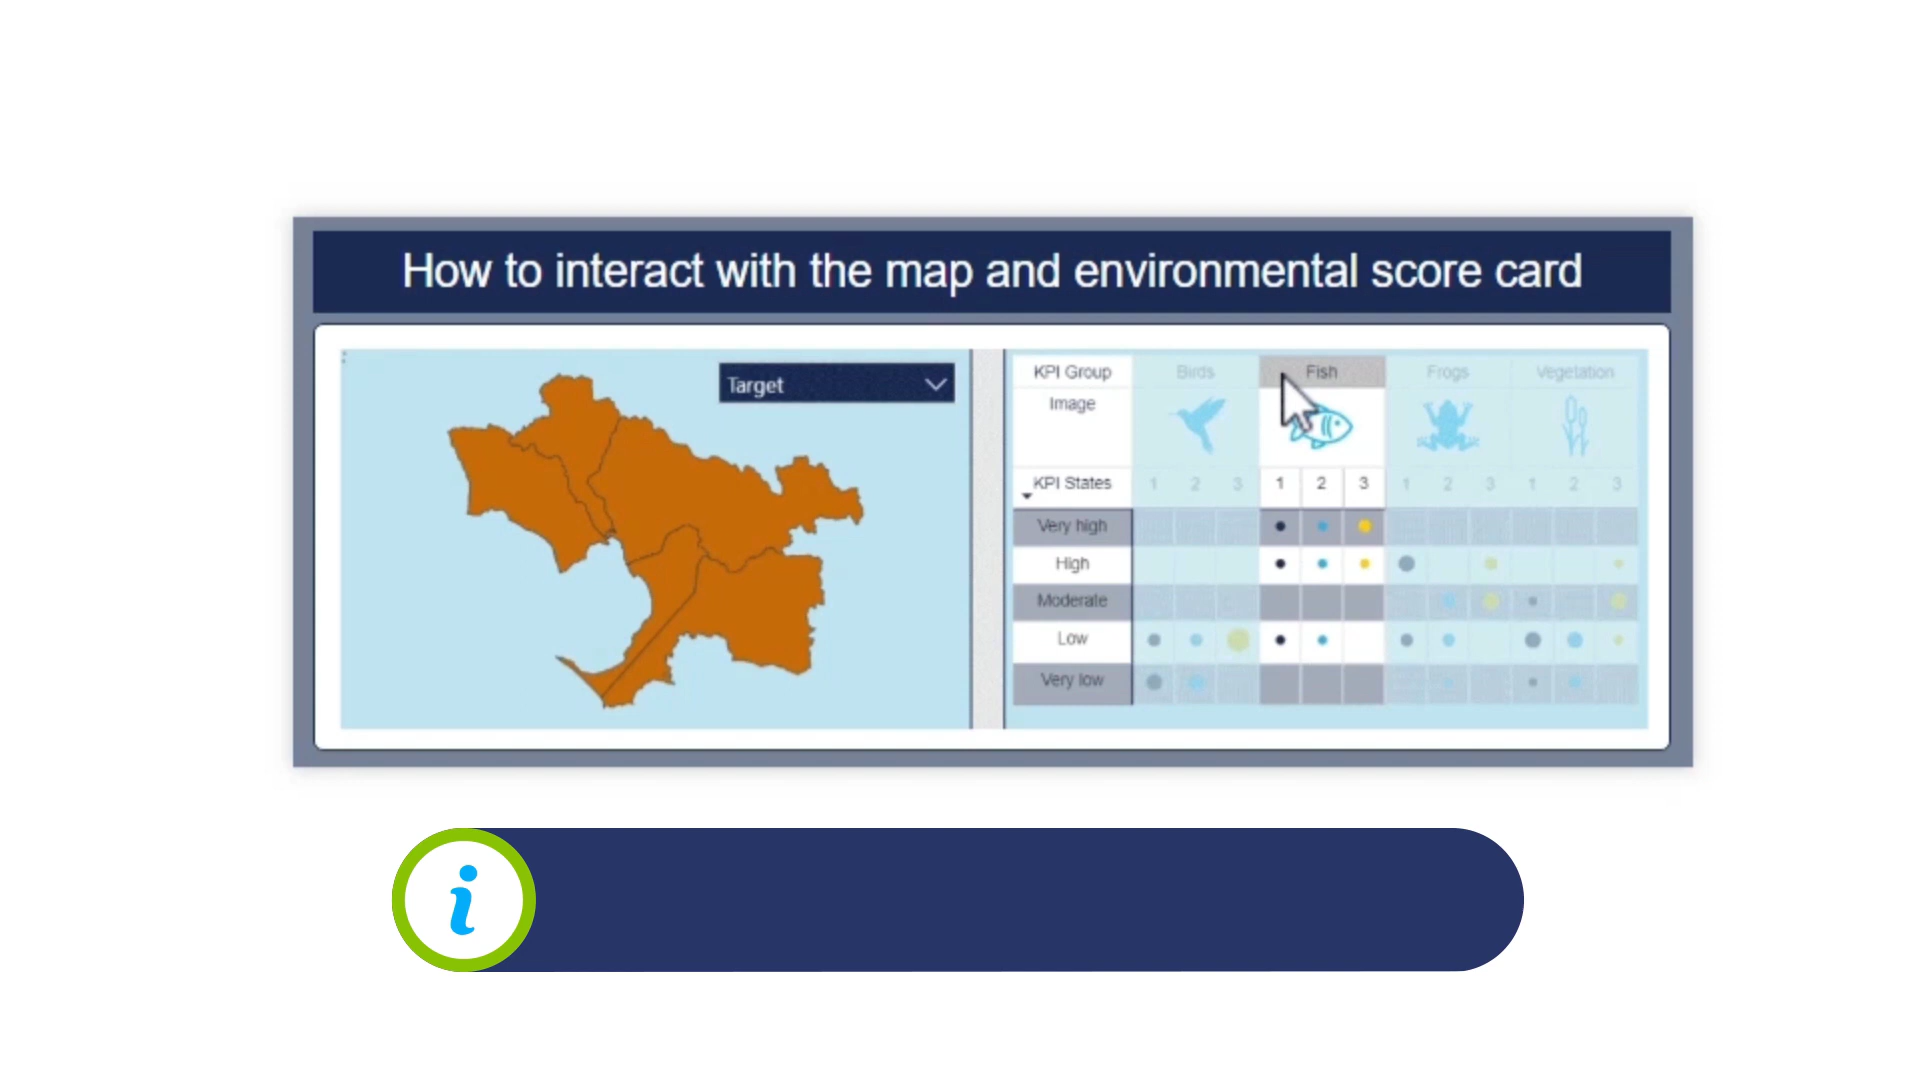 How to interact with the map and environmental score card
Target
KPI Group Birds Fish Frogs Vegetation
Image
KPI States 1 2 3 1 2 3 1 2 3 1 2 3
Very high
High
Moderate
Low
Very low
i